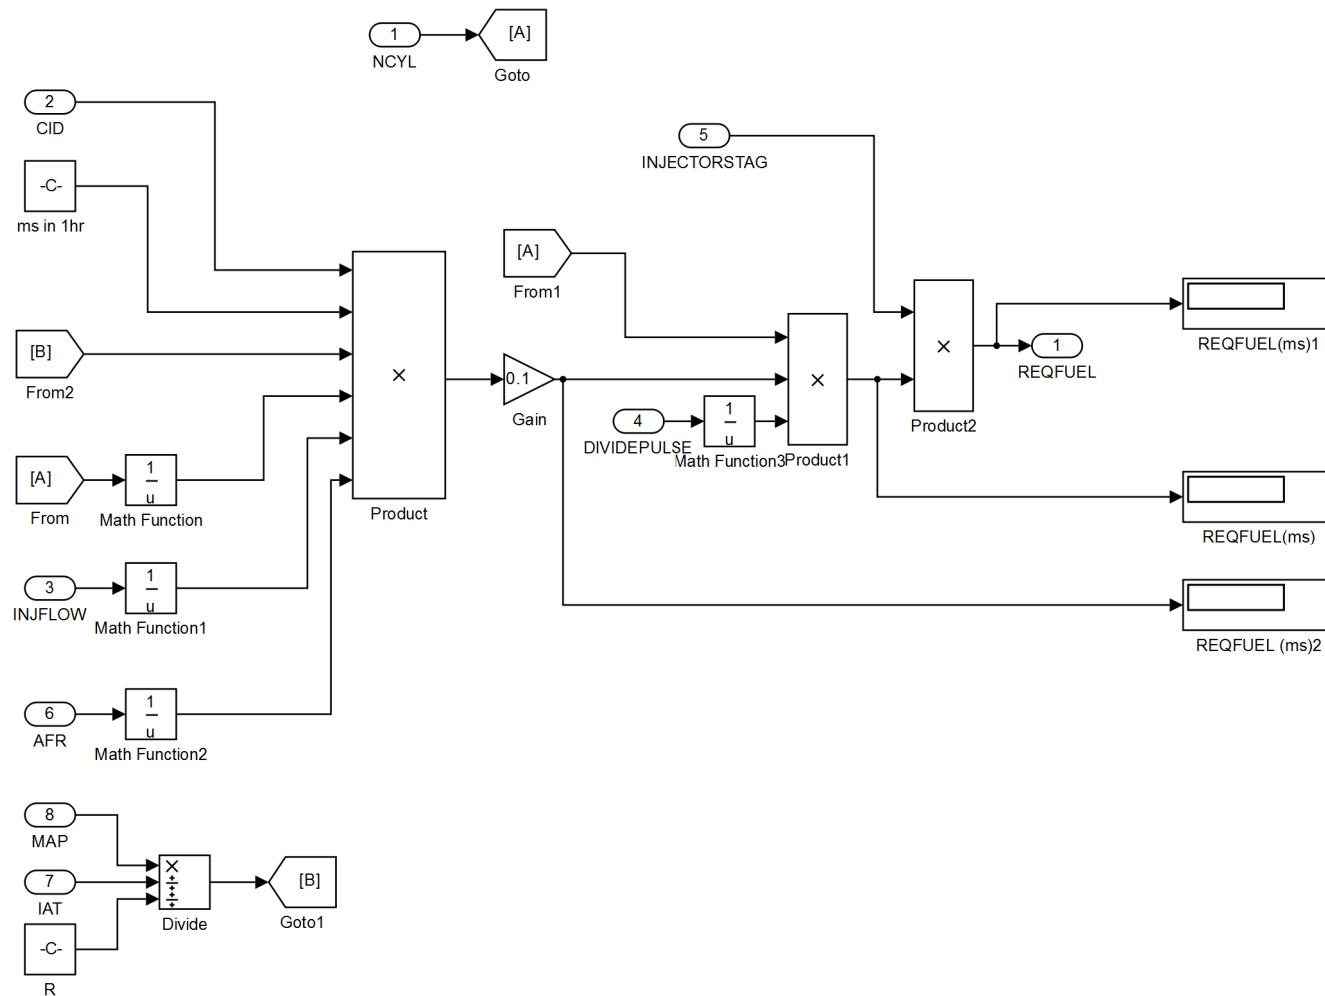 1
NCYL
[A]
Goto
2
CID
-C-
ms in 1hr
5
INJECTORSTAG
[A]
From1
[B]
From2
×
Product
0.1
Gain
4
DIVIDEPULSE
1
u
Math Function3
×
Product1
×
Product2
1
REQFUEL
REQFUEL(ms)1
[A]
From
1
u
Math Function
REQFUEL(ms)
3
INJFLOW
1
u
Math Function1
REQFUEL (ms)2
6
AFR
1
u
Math Function2
8
MAP
7
IAT
-C-
R
×
÷
÷
Divide
[B]
Goto1